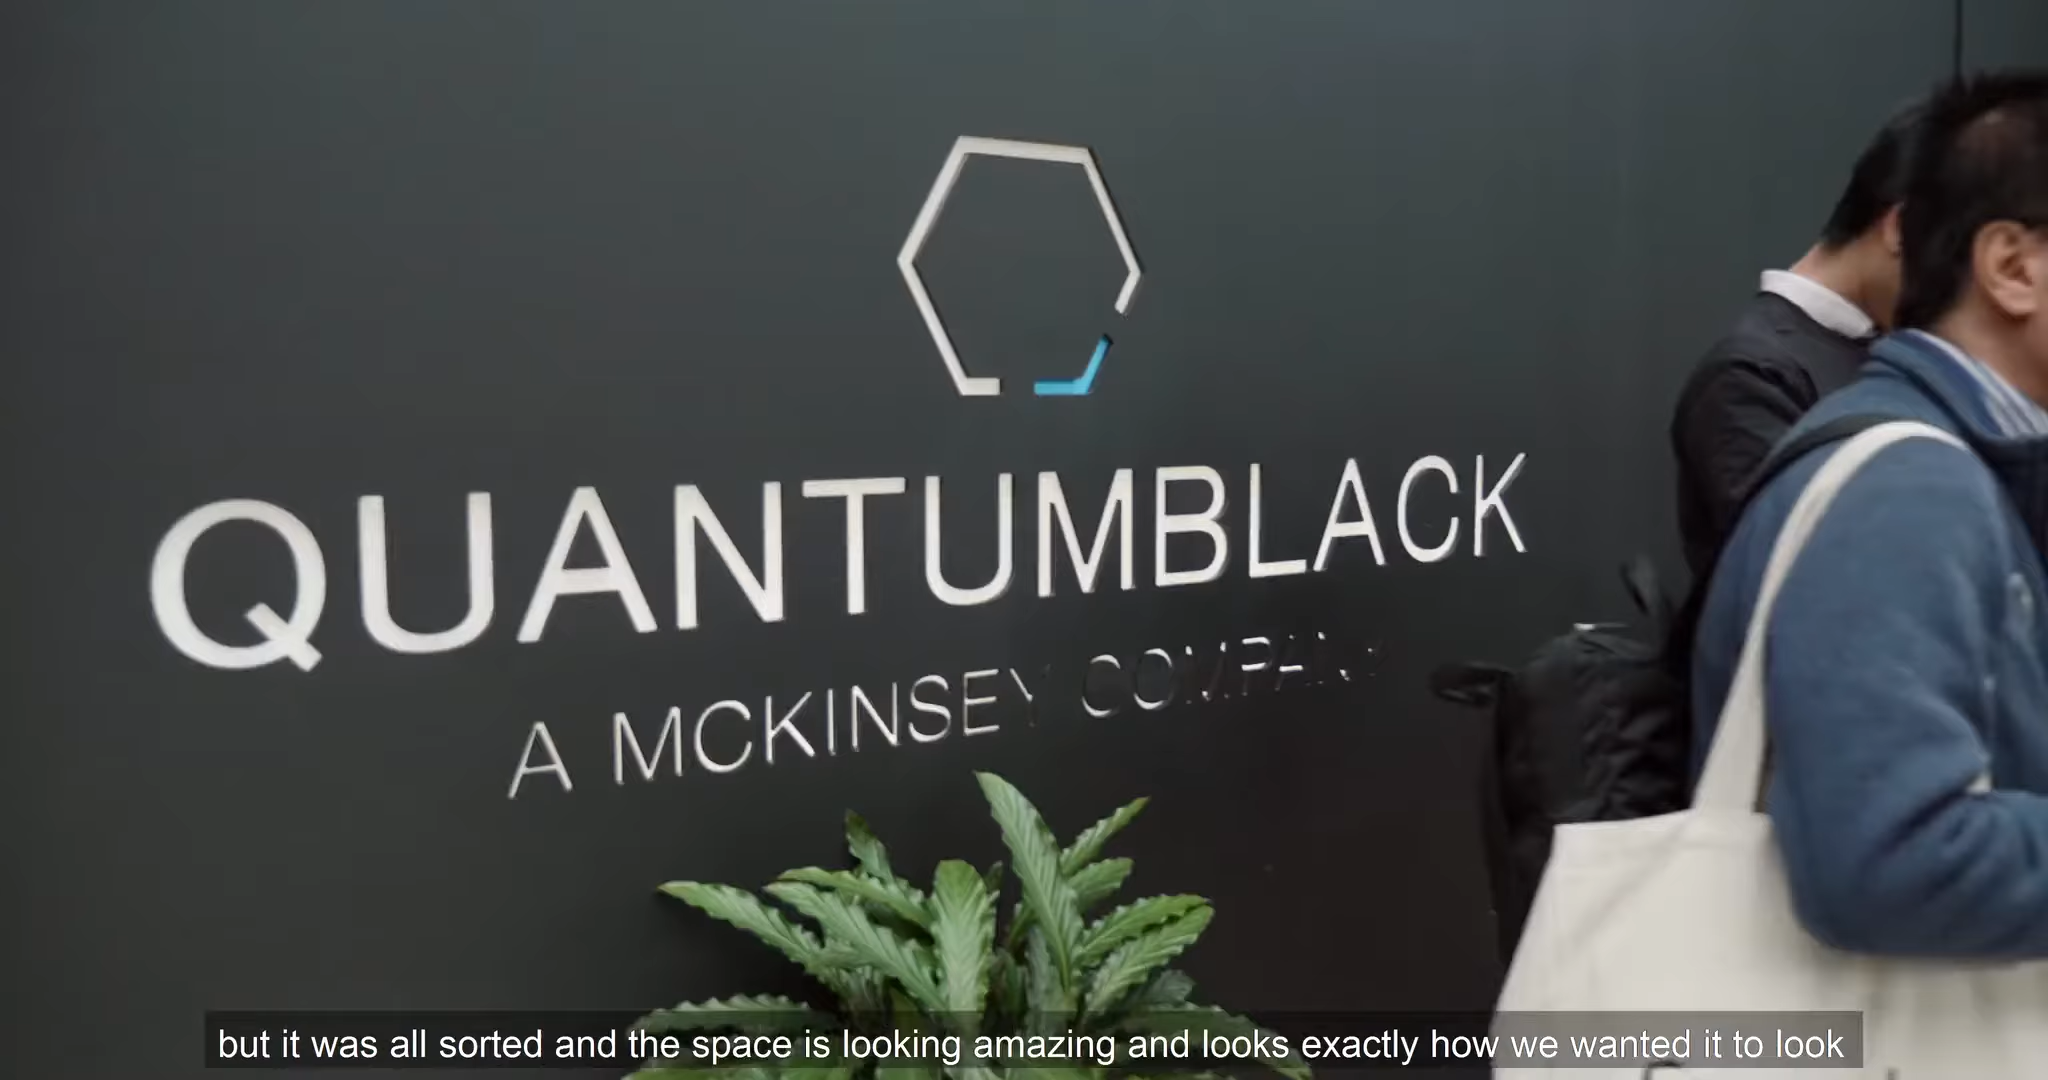 QUANTUMBLACK
A MCKINSEY COMPANY
but it was all sorted and the space is looking amazing and looks exactly how we wanted it to look